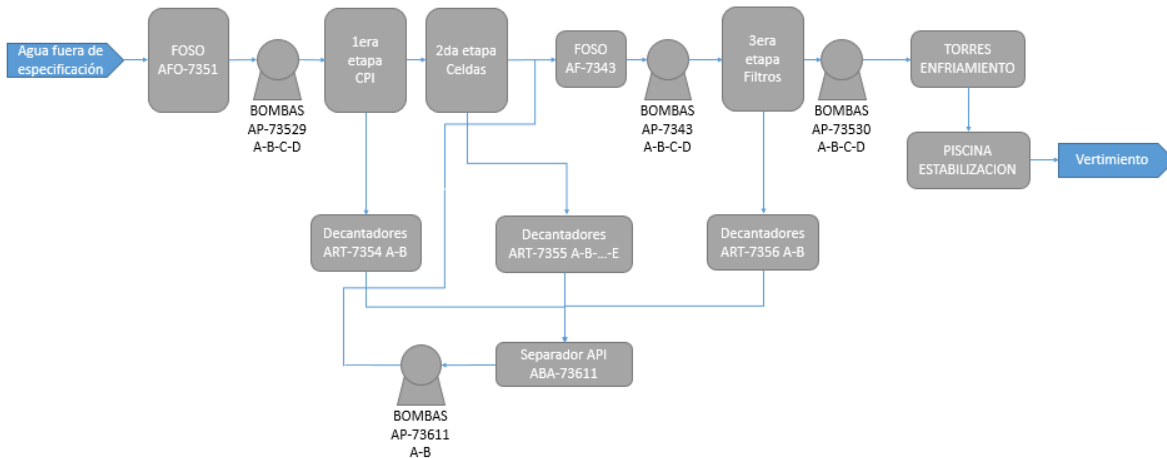 Agua fuera de
especificación
FOSO
AFO-7351
BOMBAS
AP-73529
A-B-C-D
1era
etapa
CPI
2da etapa
Celdas
FOSO
AF-7343
BOMBAS
AP-7343
A-B-C-D
3era
etapa
Filtros
BOMBAS
AP-73530
A-B-C-D
TORRES
ENFRIAMIENTO
PISCINA
ESTABILIZACION
Vertimiento
Decantadores
ART-7354 A-B
Decantadores
ART-7355 A-B-...-E
Decantadores
ART-7356 A-B
Separador API
ABA-73611
BOMBAS
AP-73611
A-B